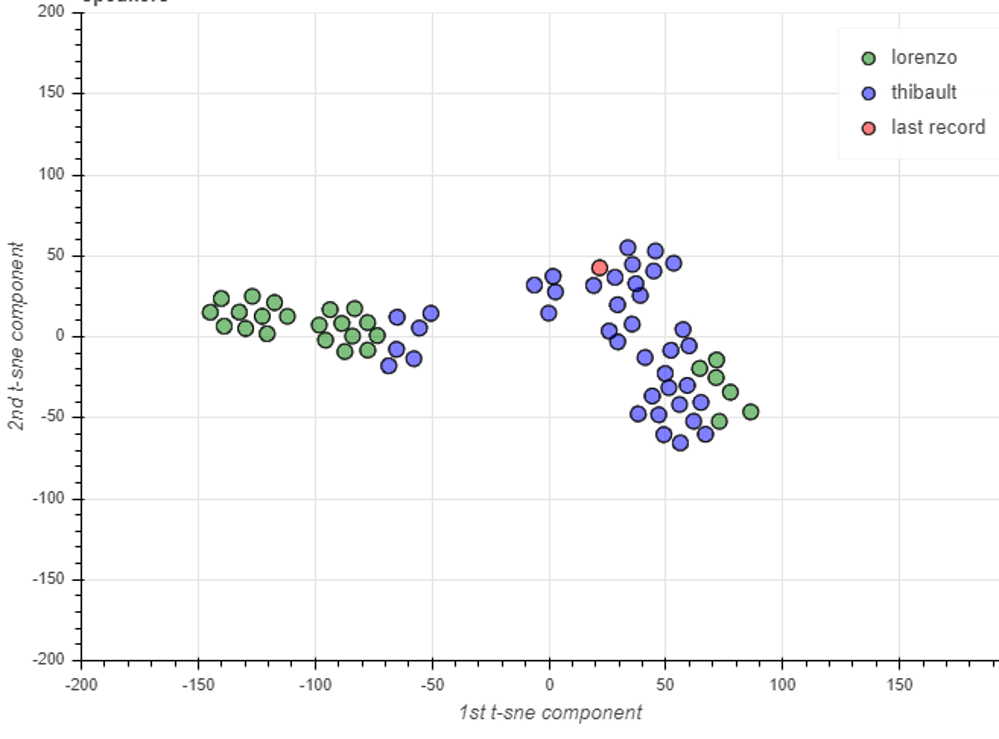 200
150
100
50
0
-50
-100
-150
-200
-200 -150 -100 -50 0 50 100 150
1st t-sne component
2nd t-sne component
lorenzo
thibault
last record